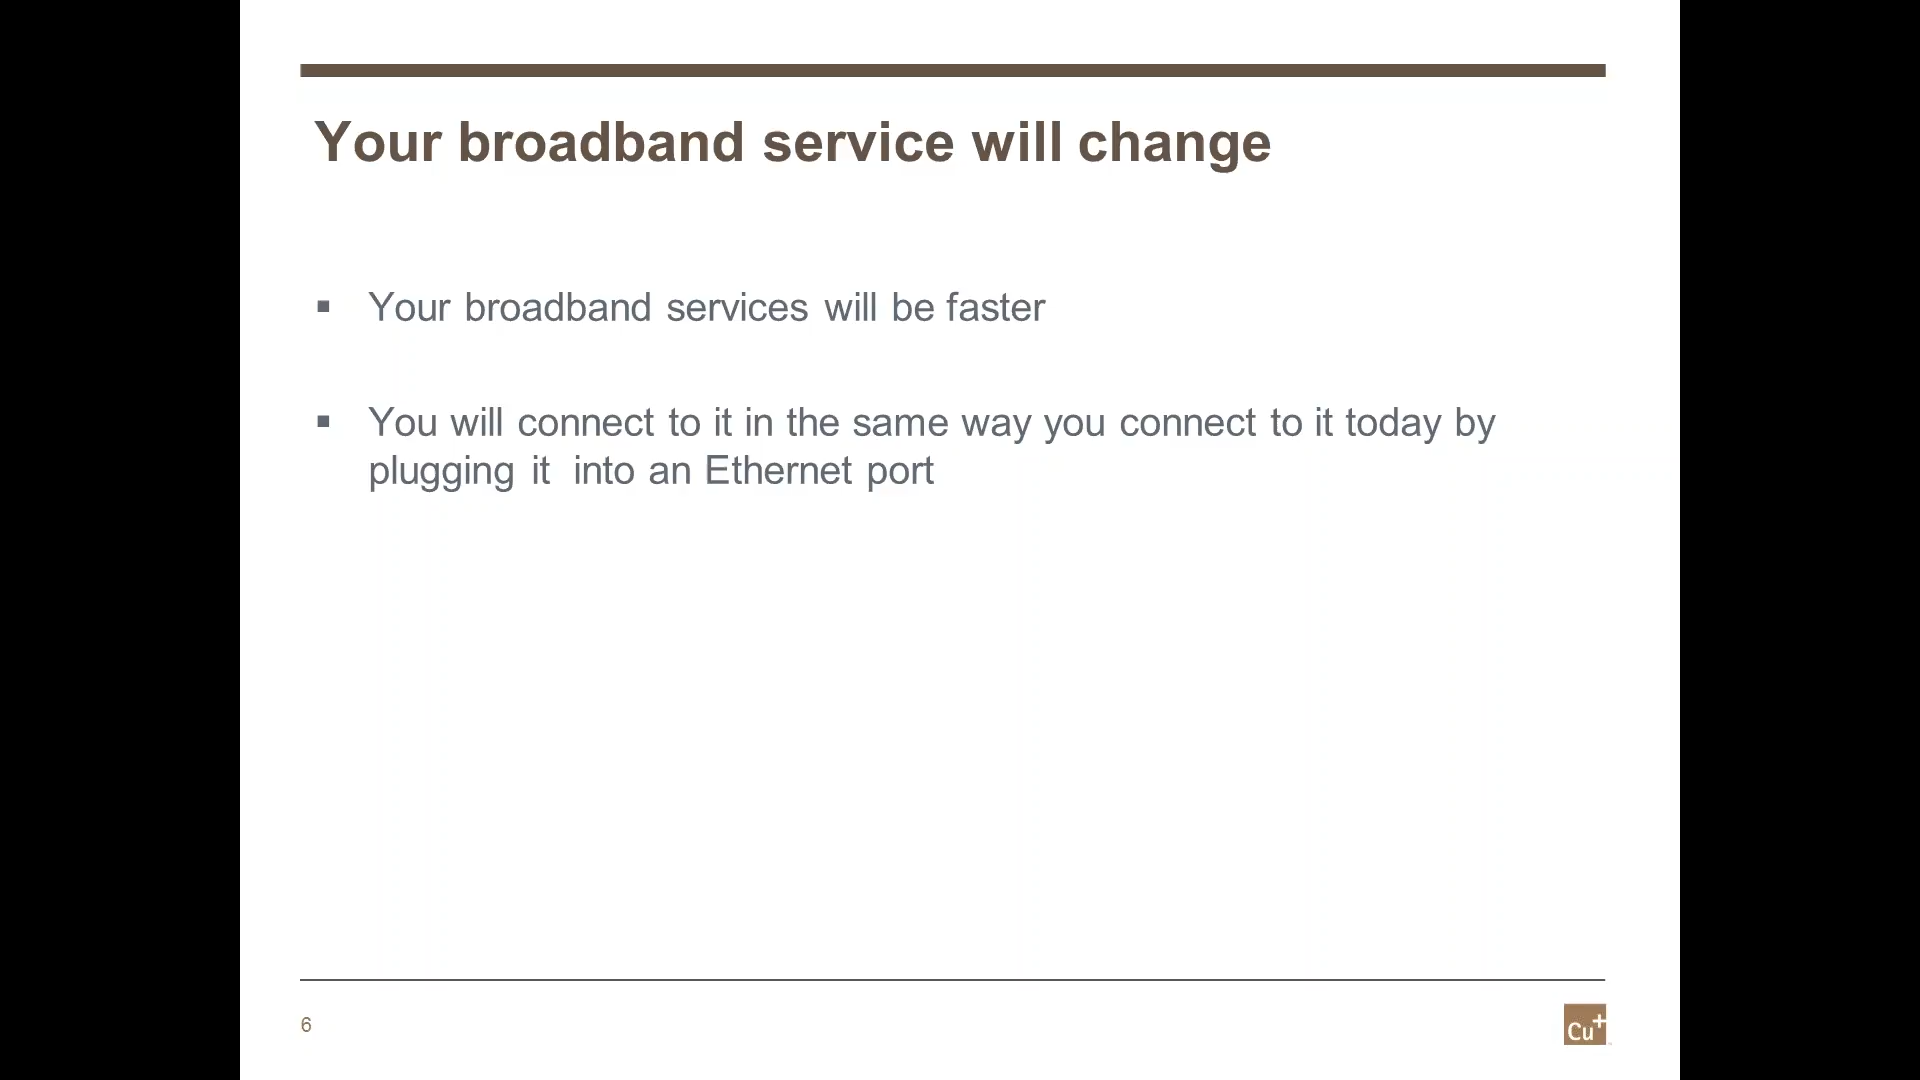 Your broadband service will change
▪ Your broadband services will be faster
▪ You will connect to it in the same way you connect to it today by
plugging it  into an Ethernet port
6
Cu+